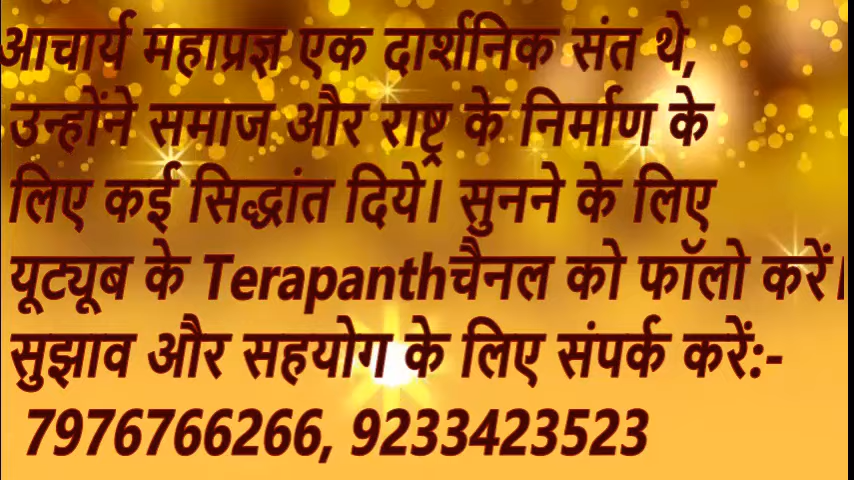 आचार्य महाप्रज्ञ एक दार्शनिक संत थे,
उन्होंने समाज और राष्ट्र के निर्माण के
लिए कई सिद्धांत दिये। सुनने के लिए
यूट्यूब के Terapanthचैनल को फॉलो करें।
सुझाव और सहयोग के लिए संपर्क करें:-
7976766266, 9233423523